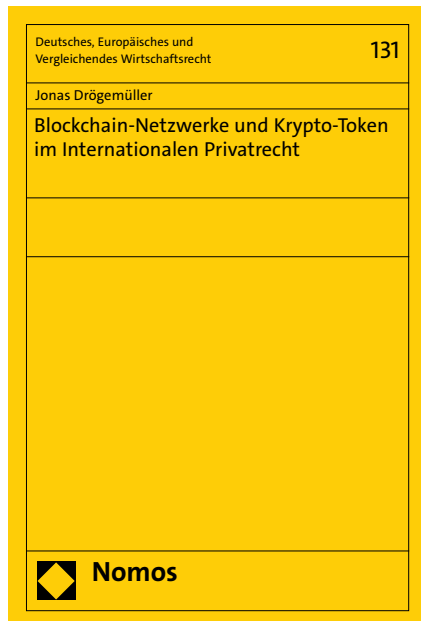 Deutsches, Europäisches und
Vergleichendes Wirtschaftsrecht
131
Jonas Drögemüller
Blockchain-Netzwerke und Krypto-Token
im Internationalen Privatrecht
Nomos